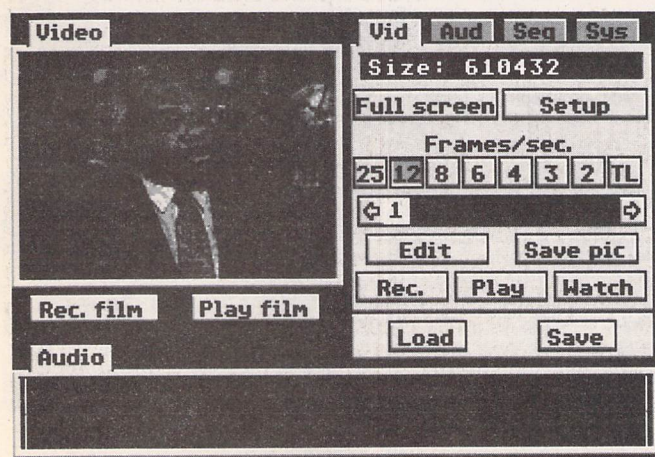 Video
Vid Aud Seq Sys
Size: 610432
Full screen Setup
Frames/sec.
25 12 8 6 4 3 2 TL
1
Edit Save pic
Rec. Play Watch
Rec. film Play film
Load Save
Audio